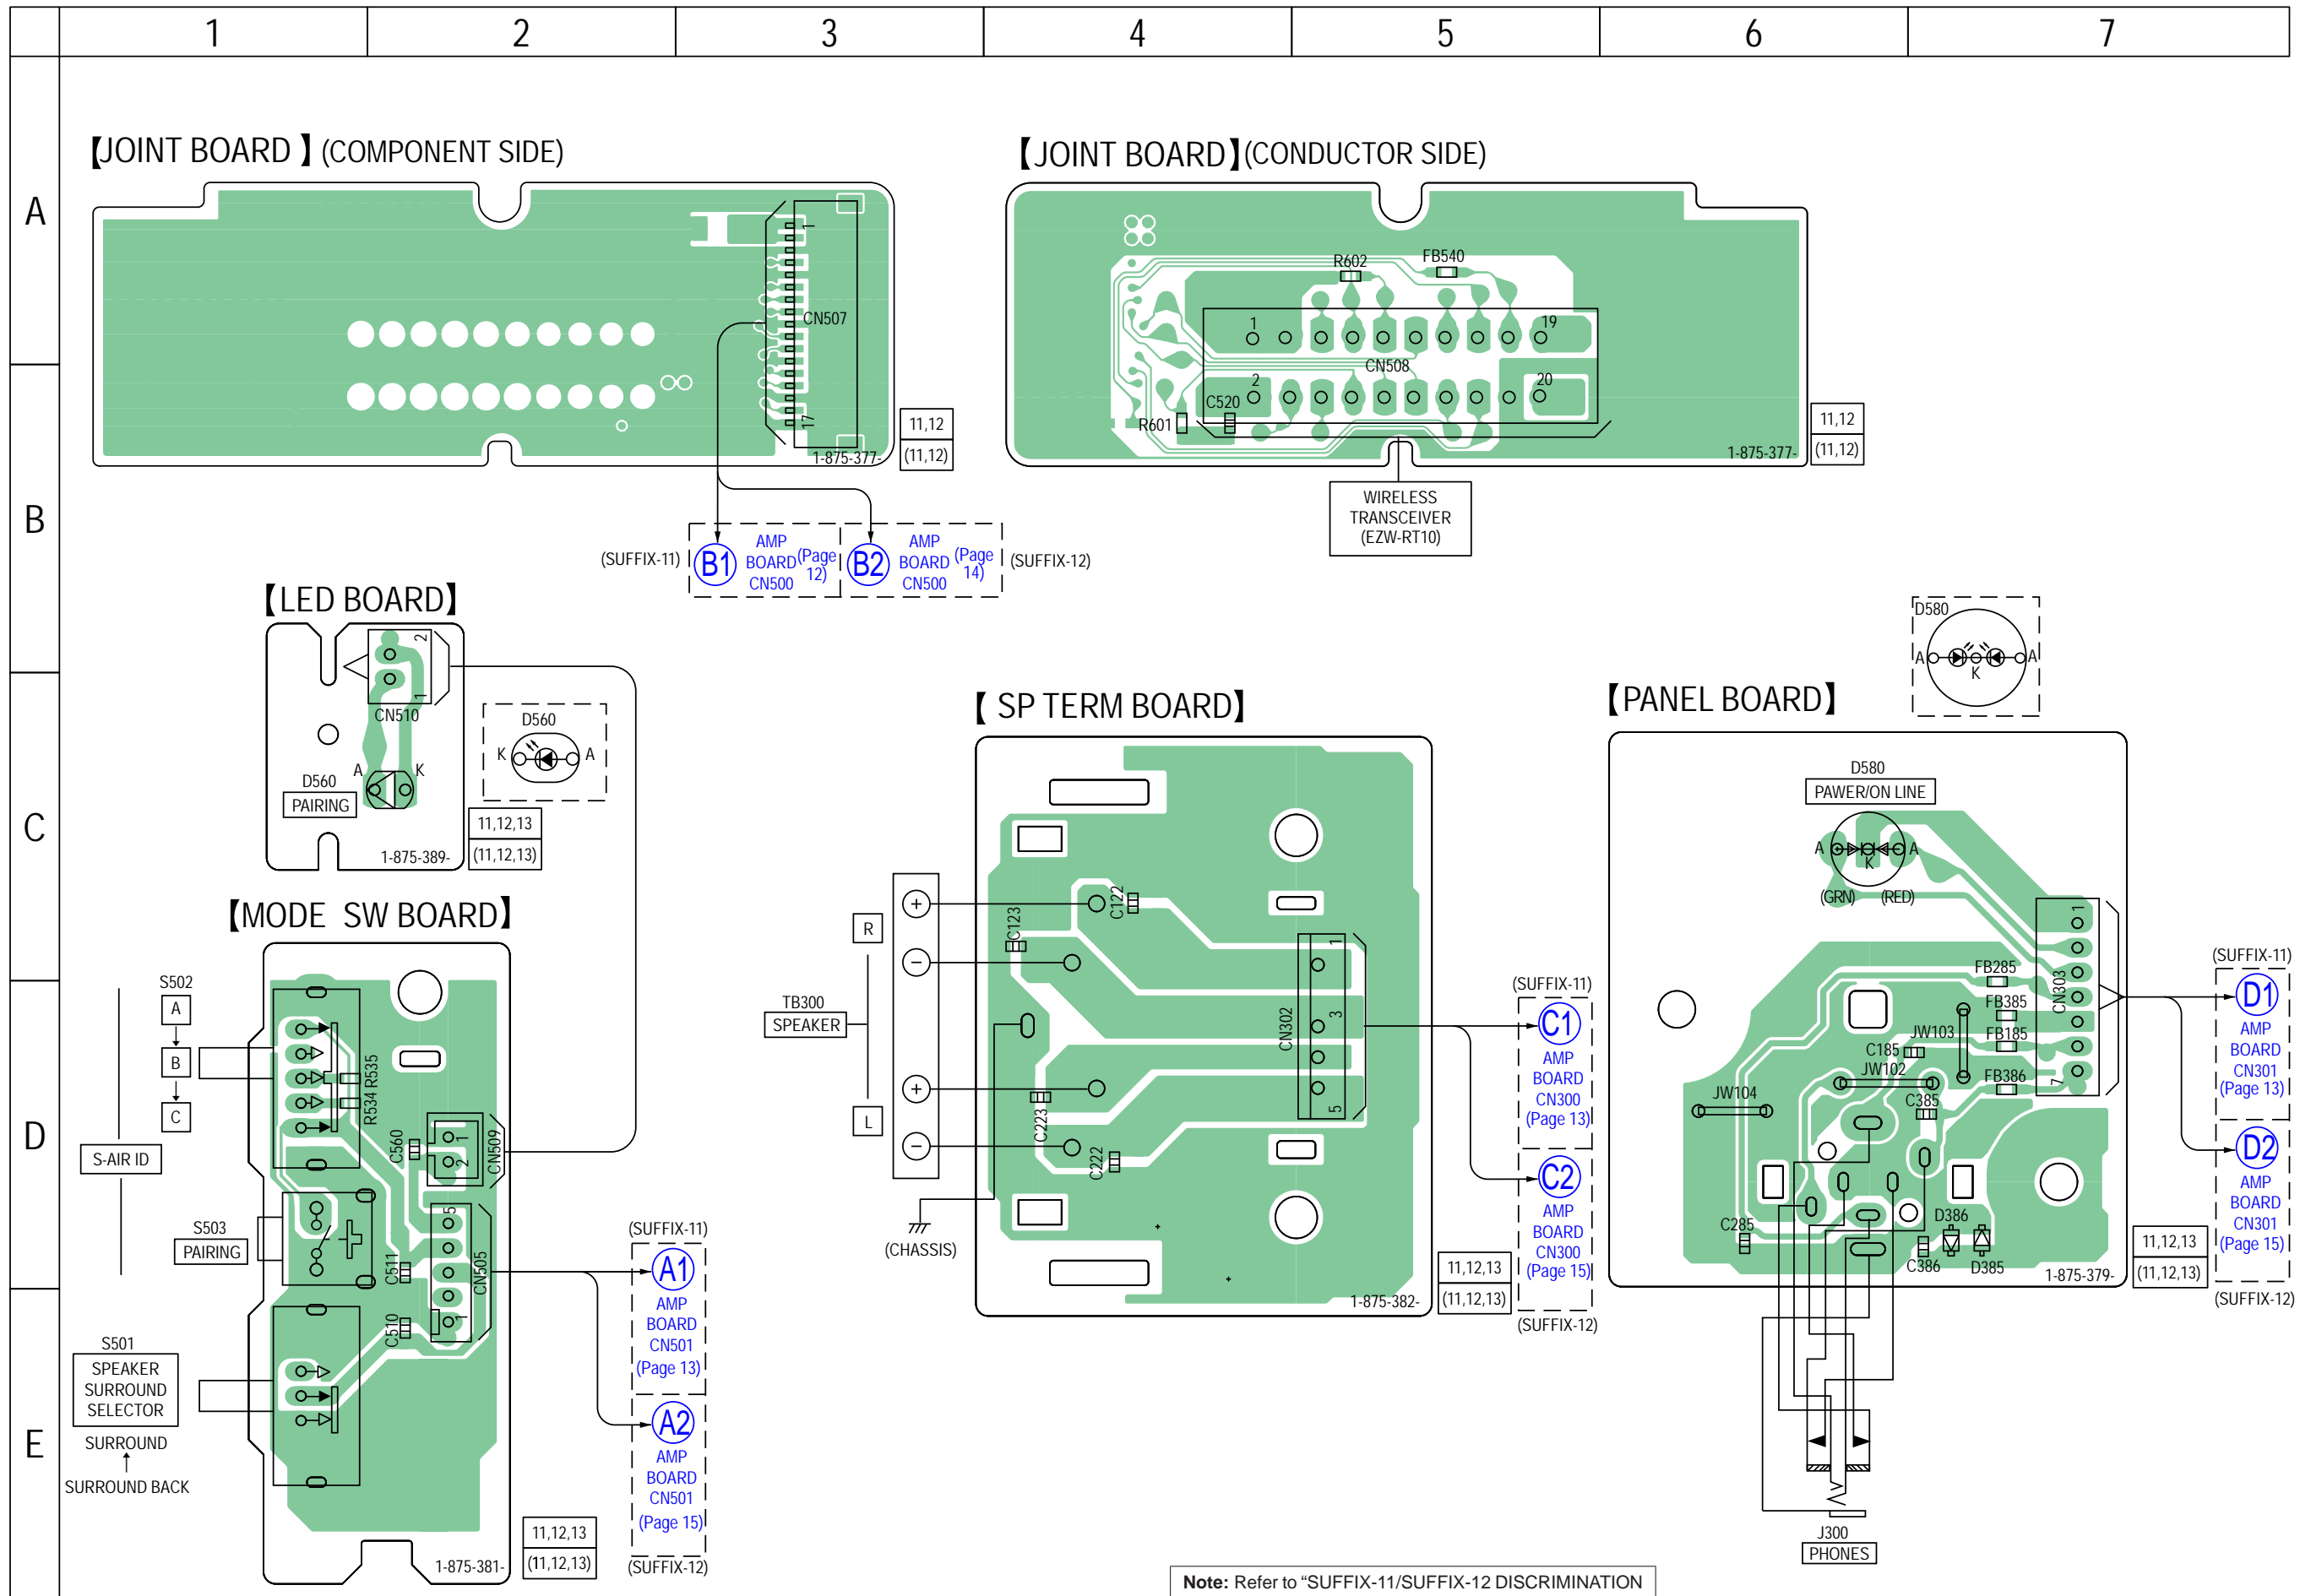 1 2 3 4 5 6 7
A
B
C
D
E
【JOINT BOARD 】 (COMPONENT SIDE)
1
CN507
17
1-875-377-
11,12
(11,12)
【JOINT BOARD】 (CONDUCTOR SIDE)
R602
FB540
1
19
CN508
2
20
C520
R601
1-875-377-
11,12
(11,12)
WIRELESS
TRANSCEIVER
(EZW-RT10)
(SUFFIX-11)
B1
AMP
BOARD
CN500
(Page
12)
B2
AMP
BOARD
CN500
(Page
14)
(SUFFIX-12)
【LED BOARD】
2
1
CN510
D560
K
A
A
K
D560
PAIRING
1-875-389-
11,12,13
(11,12,13)
【MODE SW BOARD】
S502
A
B
C
S-AIR ID
R535
R534
C560
1
2
CN509
S503
PAIRING
5
C511
CN505
C510
1
S501
SPEAKER
SURROUND
SELECTOR
SURROUND
SURROUND BACK
1-875-381-
11,12,13
(11,12,13)
(SUFFIX-11)
A1
AMP
BOARD
CN501
(Page 13)
A2
AMP
BOARD
CN501
(Page 15)
(SUFFIX-12)
【 SP TERM BOARD】
R
+
−
TB300
SPEAKER
L
+
−
(CHASSIS)
C122
C123
C223
C222
1
3
CN302
5
1-875-382-
11,12,13
(11,12,13)
(SUFFIX-11)
C1
AMP
BOARD
CN300
(Page 13)
C2
AMP
BOARD
CN300
(Page 15)
(SUFFIX-12)
【PANEL BOARD】
D580
A
A
K
D580
PAWER/ON LINE
A
A
K
(GRN)
(RED)
1
CN303
7
FB285
FB385
JW103
FB185
C185
JW102
FB386
JW104
C385
C285
D386
C386
D385
1-875-379-
11,12,13
(11,12,13)
J300
PHONES
(SUFFIX-11)
D1
AMP
BOARD
CN301
(Page 13)
D2
AMP
BOARD
CN301
(Page 15)
(SUFFIX-12)
Note: Refer to “SUFFIX-11/SUFFIX-12 DISCRIMINATION